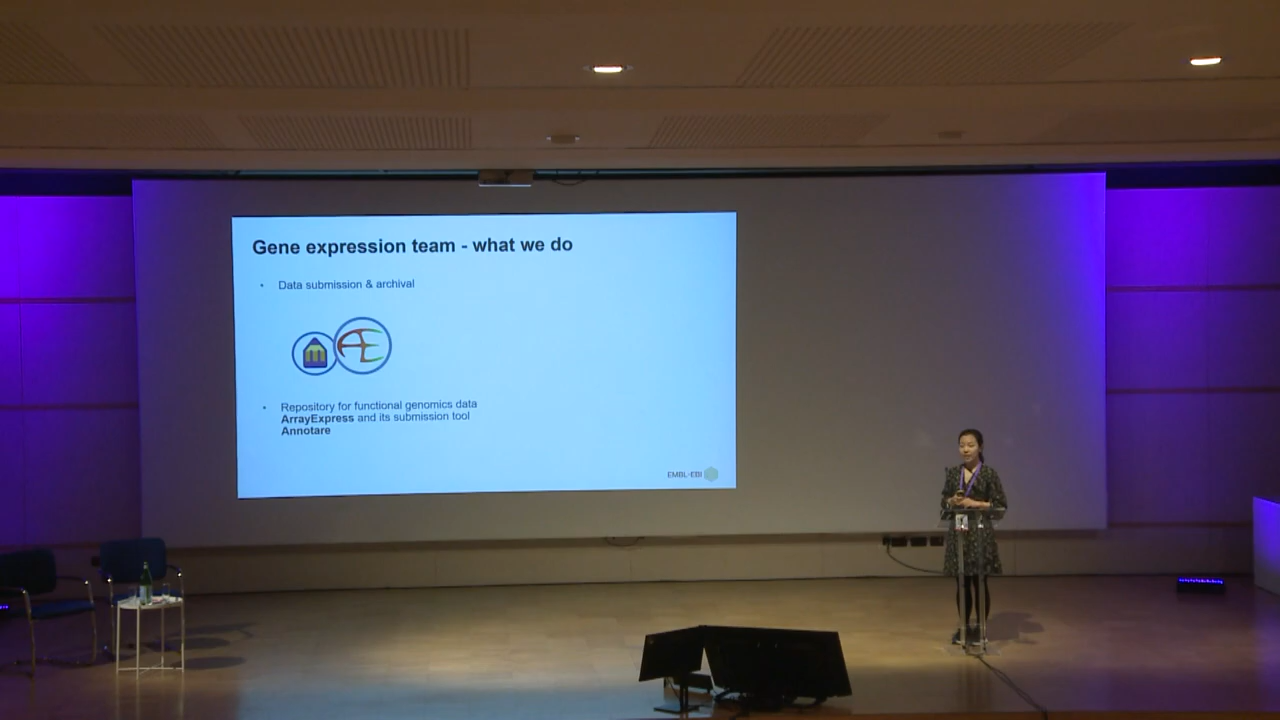 Gene expression team - what we do
• Data submission & archival
AE
• Repository for functional genomics data
ArrayExpress and its submission tool
Annotare
EMBL-EBI